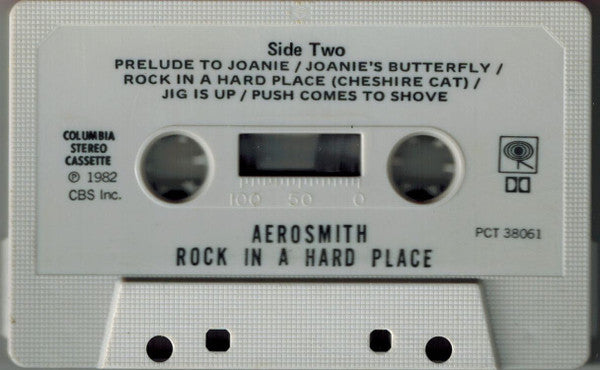 Side Two
PRELUDE TO JOANIE / JOANIE'S BUTTERFLY /
ROCK IN A HARD PLACE (CHESHIRE CAT) /
JIG IS UP / PUSH COMES TO SHOVE
COLUMBIA
STEREO
CASSETTE
℗ 1982
CBS Inc.
100 50 0
AEROSMITH
ROCK IN A HARD PLACE
PCT 38061